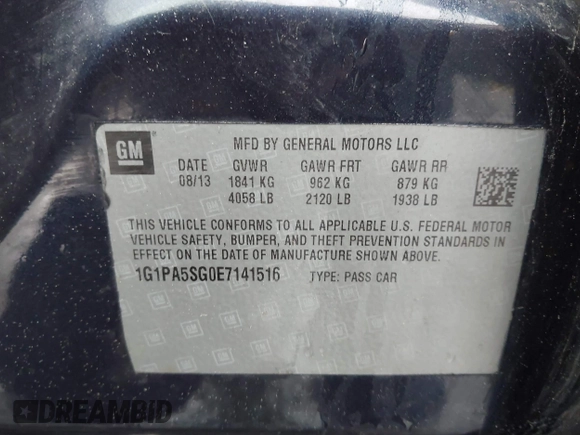 GM
MFD BY GENERAL MOTORS LLC
DATE GVWR GAWR FRT GAWR RR
08/13 1841 KG 962 KG 879 KG
4058 LB 2120 LB 1938 LB
THIS VEHICLE CONFORMS TO ALL APPLICABLE U.S. FEDERAL MOTOR
VEHICLE SAFETY, BUMPER, AND THEFT PREVENTION STANDARDS IN
EFFECT ON THE DATE OF MANUFACTURE SHOWN ABOVE.
1G1PA5SG0E7141516 TYPE: PASS CAR
DREAMBID